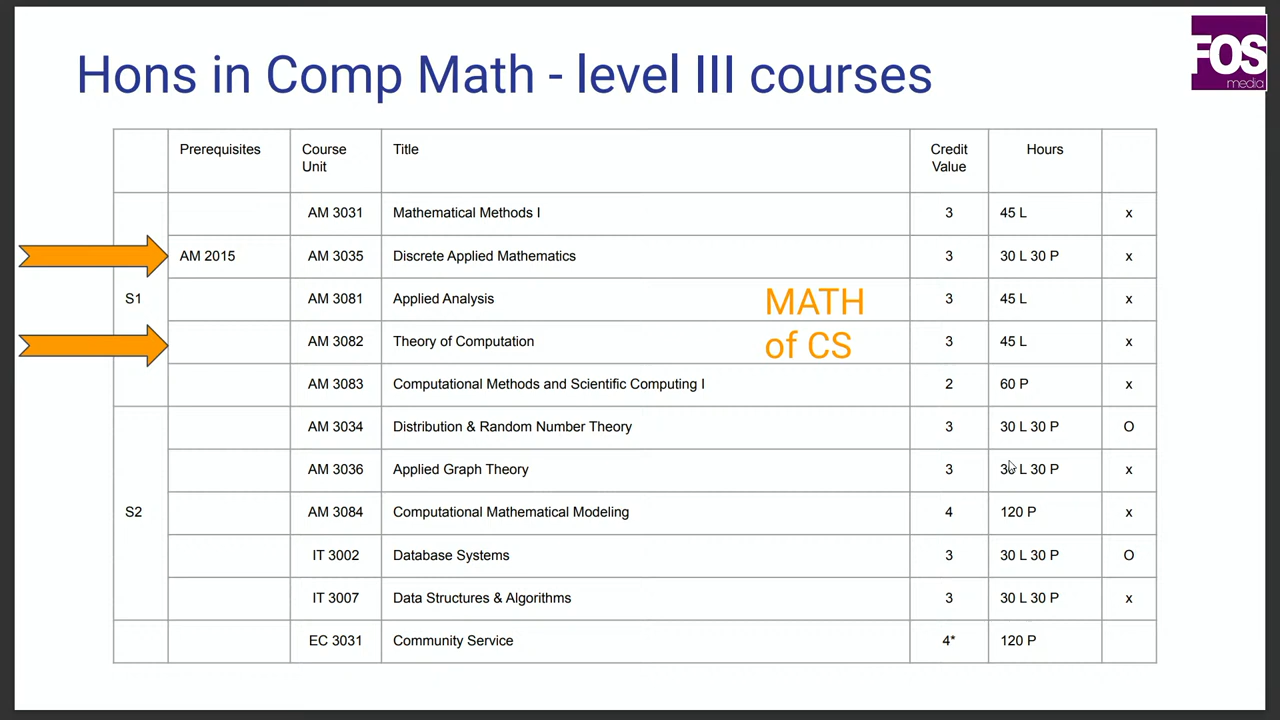 FOS
media
Hons in Comp Math - level III courses
Prerequisites Course Unit Title Credit Value Hours
AM 3031 Mathematical Methods I 3 45 L x
AM 2015 AM 3035 Discrete Applied Mathematics 3 30 L 30 P x
S1 AM 3081 Applied Analysis 3 45 L x
MATH
of CS
AM 3082 Theory of Computation 3 45 L x
AM 3083 Computational Methods and Scientific Computing I 2 60 P x
AM 3034 Distribution & Random Number Theory 3 30 L 30 P O
AM 3036 Applied Graph Theory 3 30 L 30 P x
S2 AM 3084 Computational Mathematical Modeling 4 120 P x
IT 3002 Database Systems 3 30 L 30 P O
IT 3007 Data Structures & Algorithms 3 30 L 30 P x
EC 3031 Community Service 4* 120 P